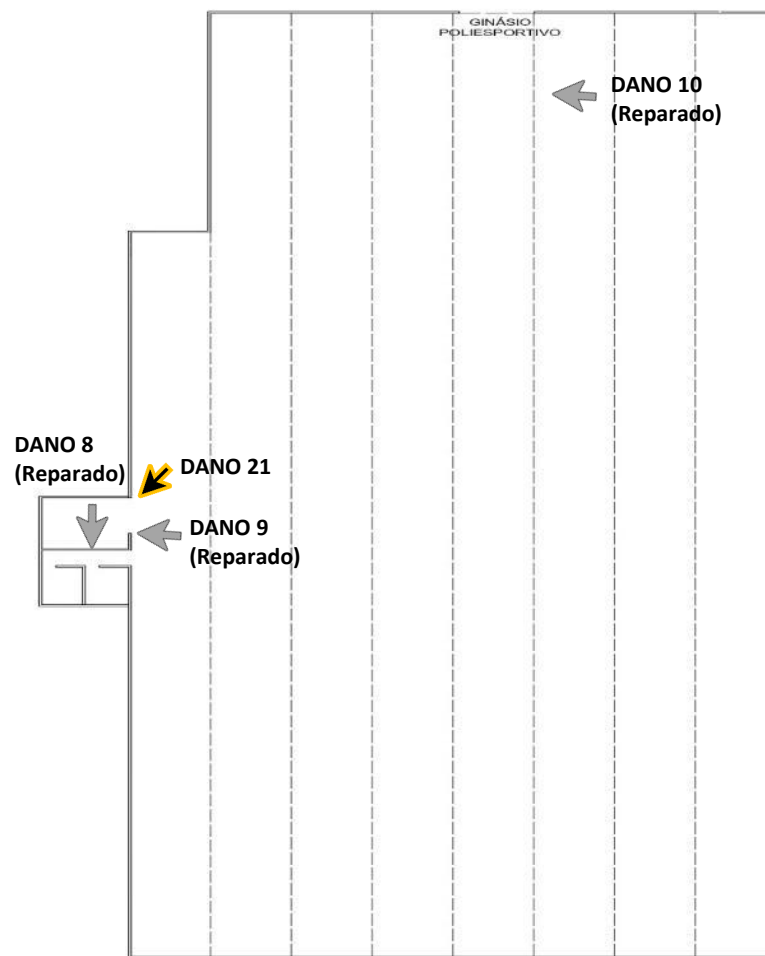 GINÁSIO
POLIESPORTIVO
DANO 10
(Reparado)
DANO 8
(Reparado)
DANO 21
DANO 9
(Reparado)